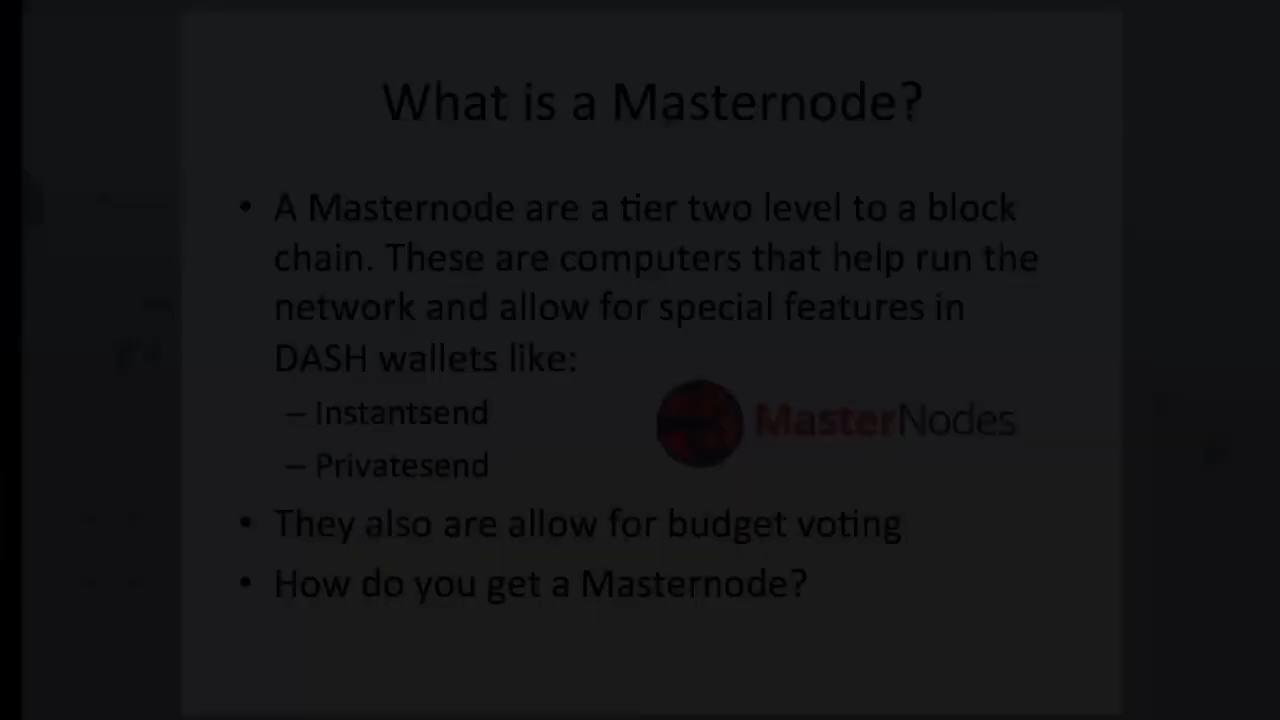 What is a Masternode?
• A Masternode are a tier two level to a block
chain. These are computers that help run the
network and allow for special features in
DASH wallets like:
– Instantsend
– Privatesend
MasterNodes
• They also are allow for budget voting
• How do you get a Masternode?